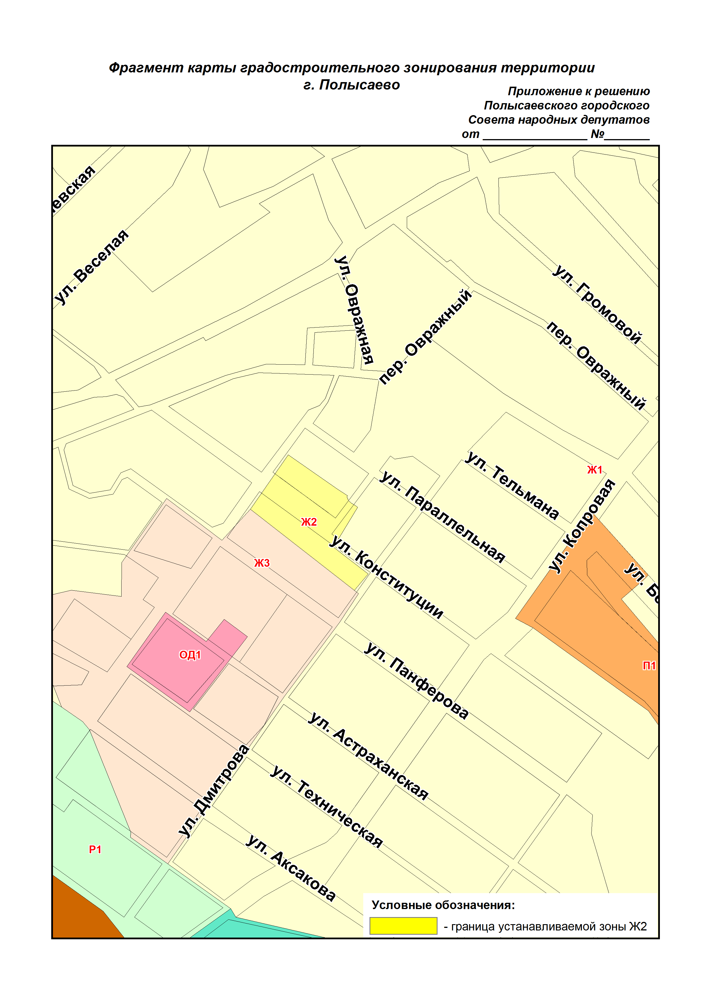 Фрагмент карты градостроительного зонирования территории
г. Полысаево
Приложение к решению
Полысаевского городского
Совета народных депутатов
от ________________ №_______
ул. Веселая
ул. Овражная
пер. Овражный
ул. Громовой
пер. Овражный
ул. Тельмана
Ж1
ул. Параллельная
ул. Копровая
Ж2
ул. Конституции
Ж3
ОД1
П1
ул. Панферова
ул. Астраханская
ул. Дмитрова
ул. Техническая
ул. Аксакова
Р1
Условные обозначения:
- граница устанавливаемой зоны Ж2